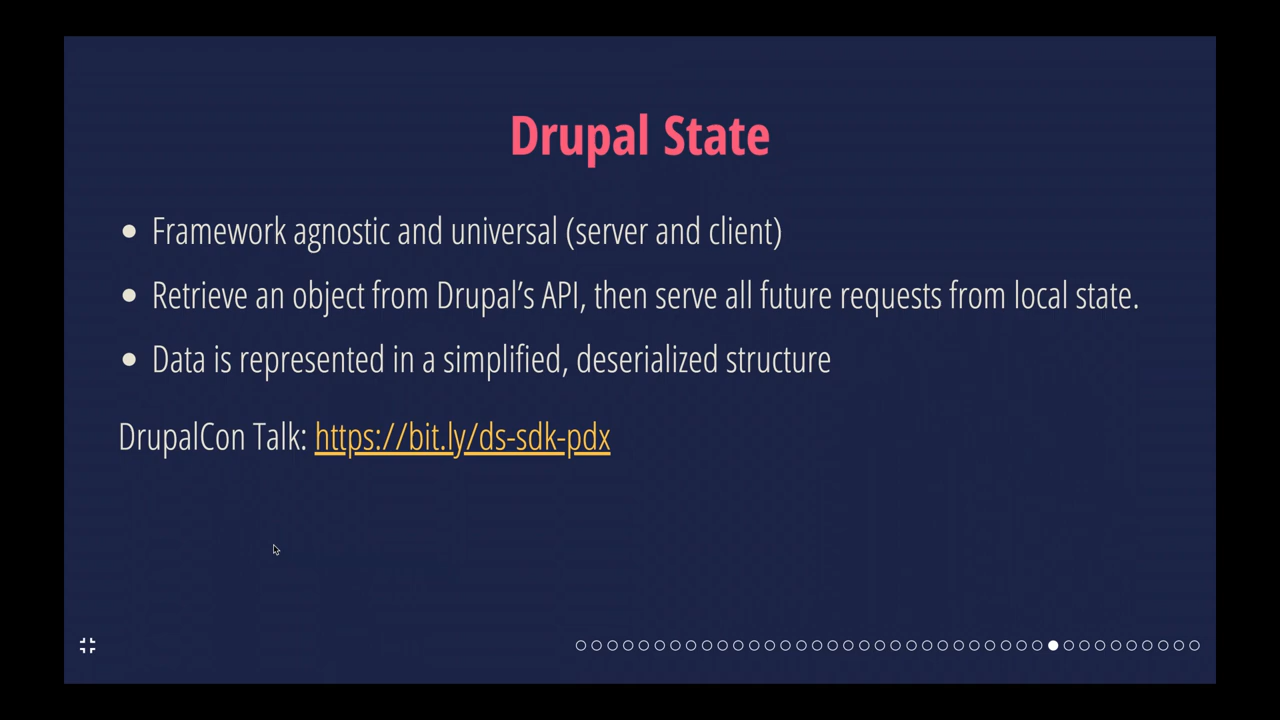 Drupal State
• Framework agnostic and universal (server and client)
• Retrieve an object from Drupal’s API, then serve all future requests from local state.
• Data is represented in a simplified, deserialized structure
DrupalCon Talk: https://bit.ly/ds-sdk-pdx